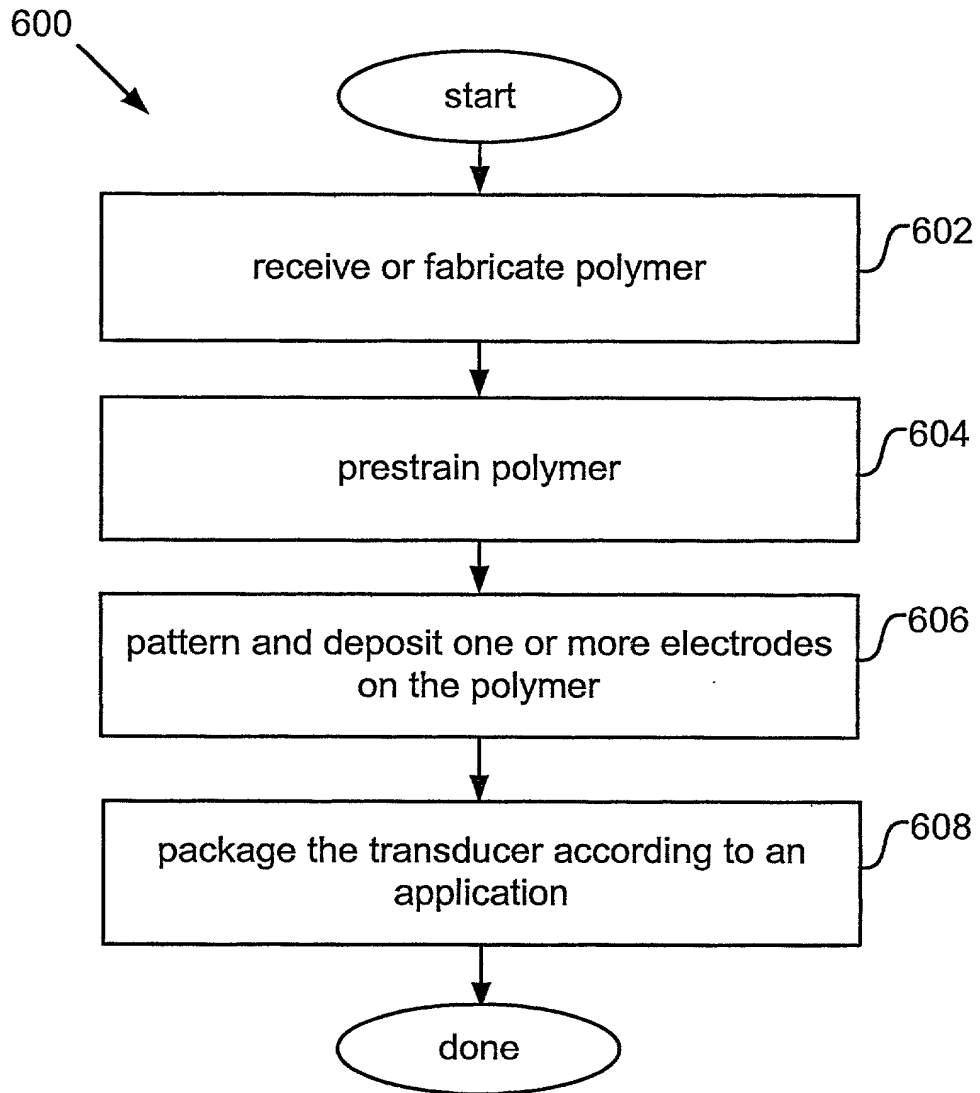 600
start
receive or fabricate polymer
602
prestrain polymer
604
pattern and deposit one or more electrodes
on the polymer
606
package the transducer according to an
application
608
done